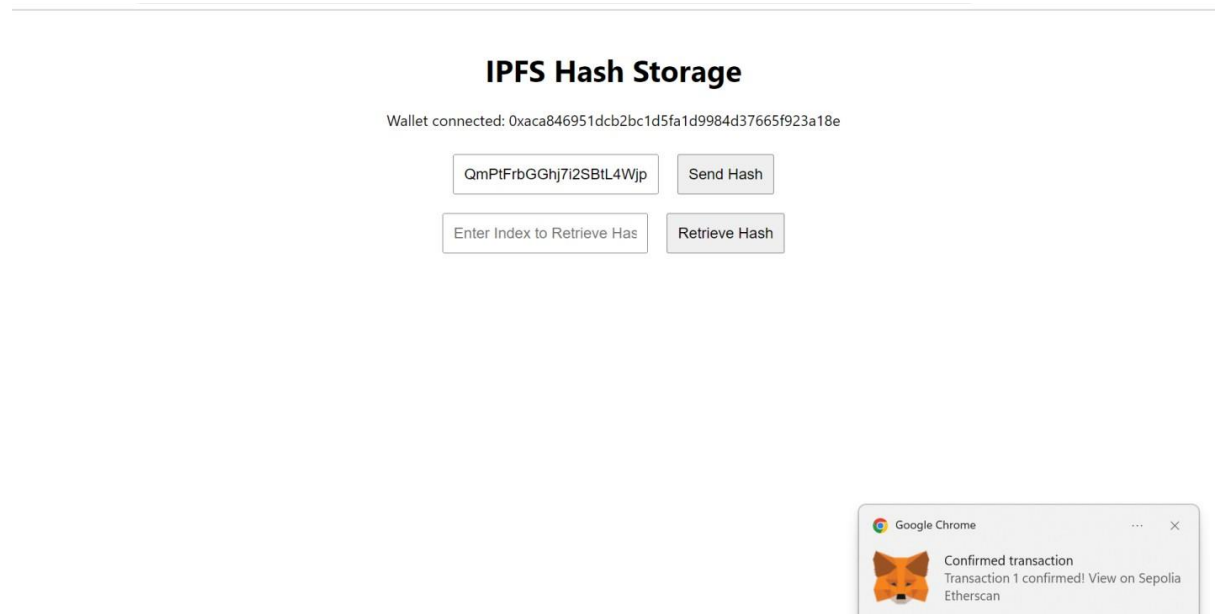 IPFS Hash Storage
Wallet connected: 0xaca846951dcb2bc1d5fa1d9984d37665f923a18e
QmPtFrbGGhj7i2SBtL4Wjp Send Hash
Enter Index to Retrieve Has Retrieve Hash
Google Chrome
Confirmed transaction
Transaction 1 confirmed! View on Sepolia
Etherscan